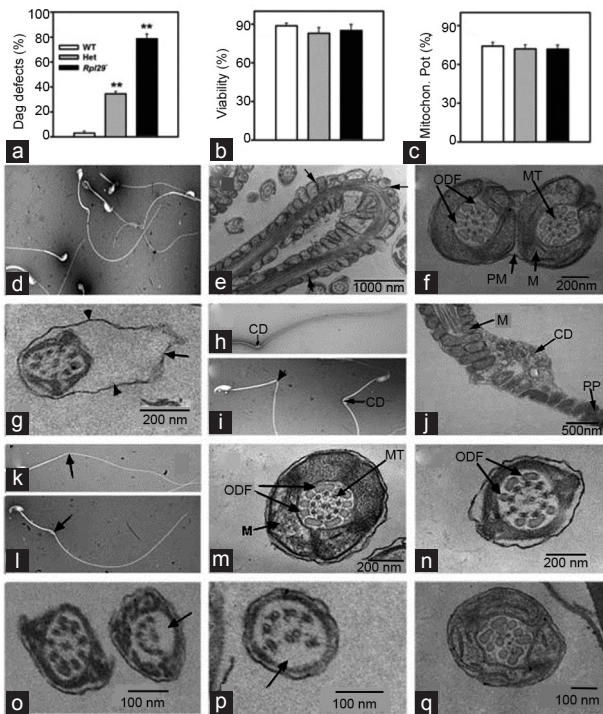 Dag defects (%)
100
80
60
40
20
0
WT
Het
Rpl29-
**
**
a
Viability (%)
90
60
30
0
b
Mitochon. Pot (%)
90
60
30
0
c
d
e
1000 nm
ODF
MT
PM
M
f
200nm
g
200 nm
CD
h
CD
i
M
CD
PP
j
500nm
k
l
MT
ODF
M
m
200 nm
ODF
n
200 nm
o
100 nm
p
100 nm
q
100 nm